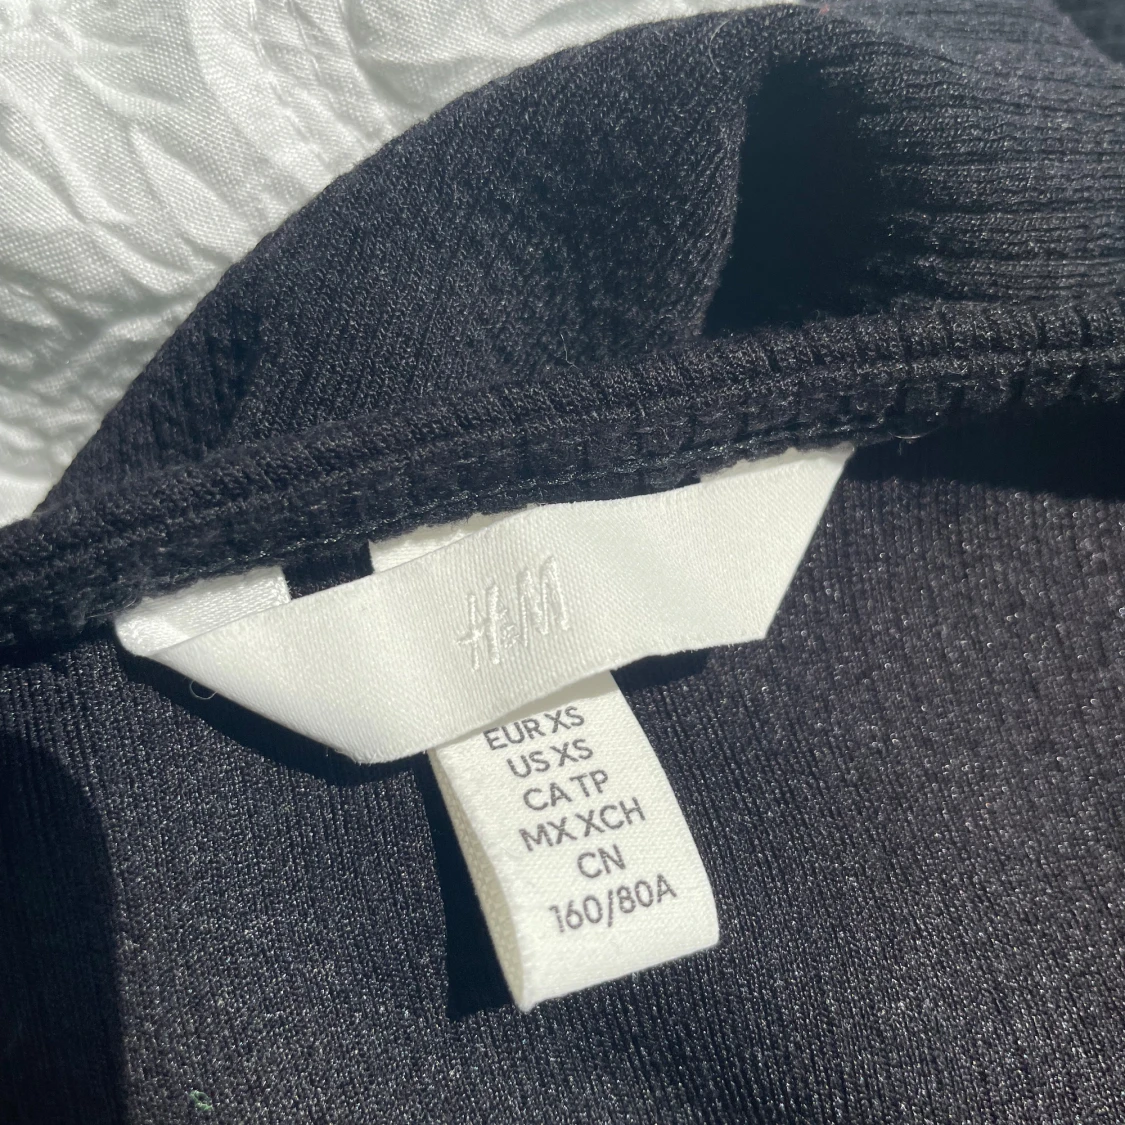 H&M
EUR XS
US XS
CA TP
MX XCH
CN
160/80A